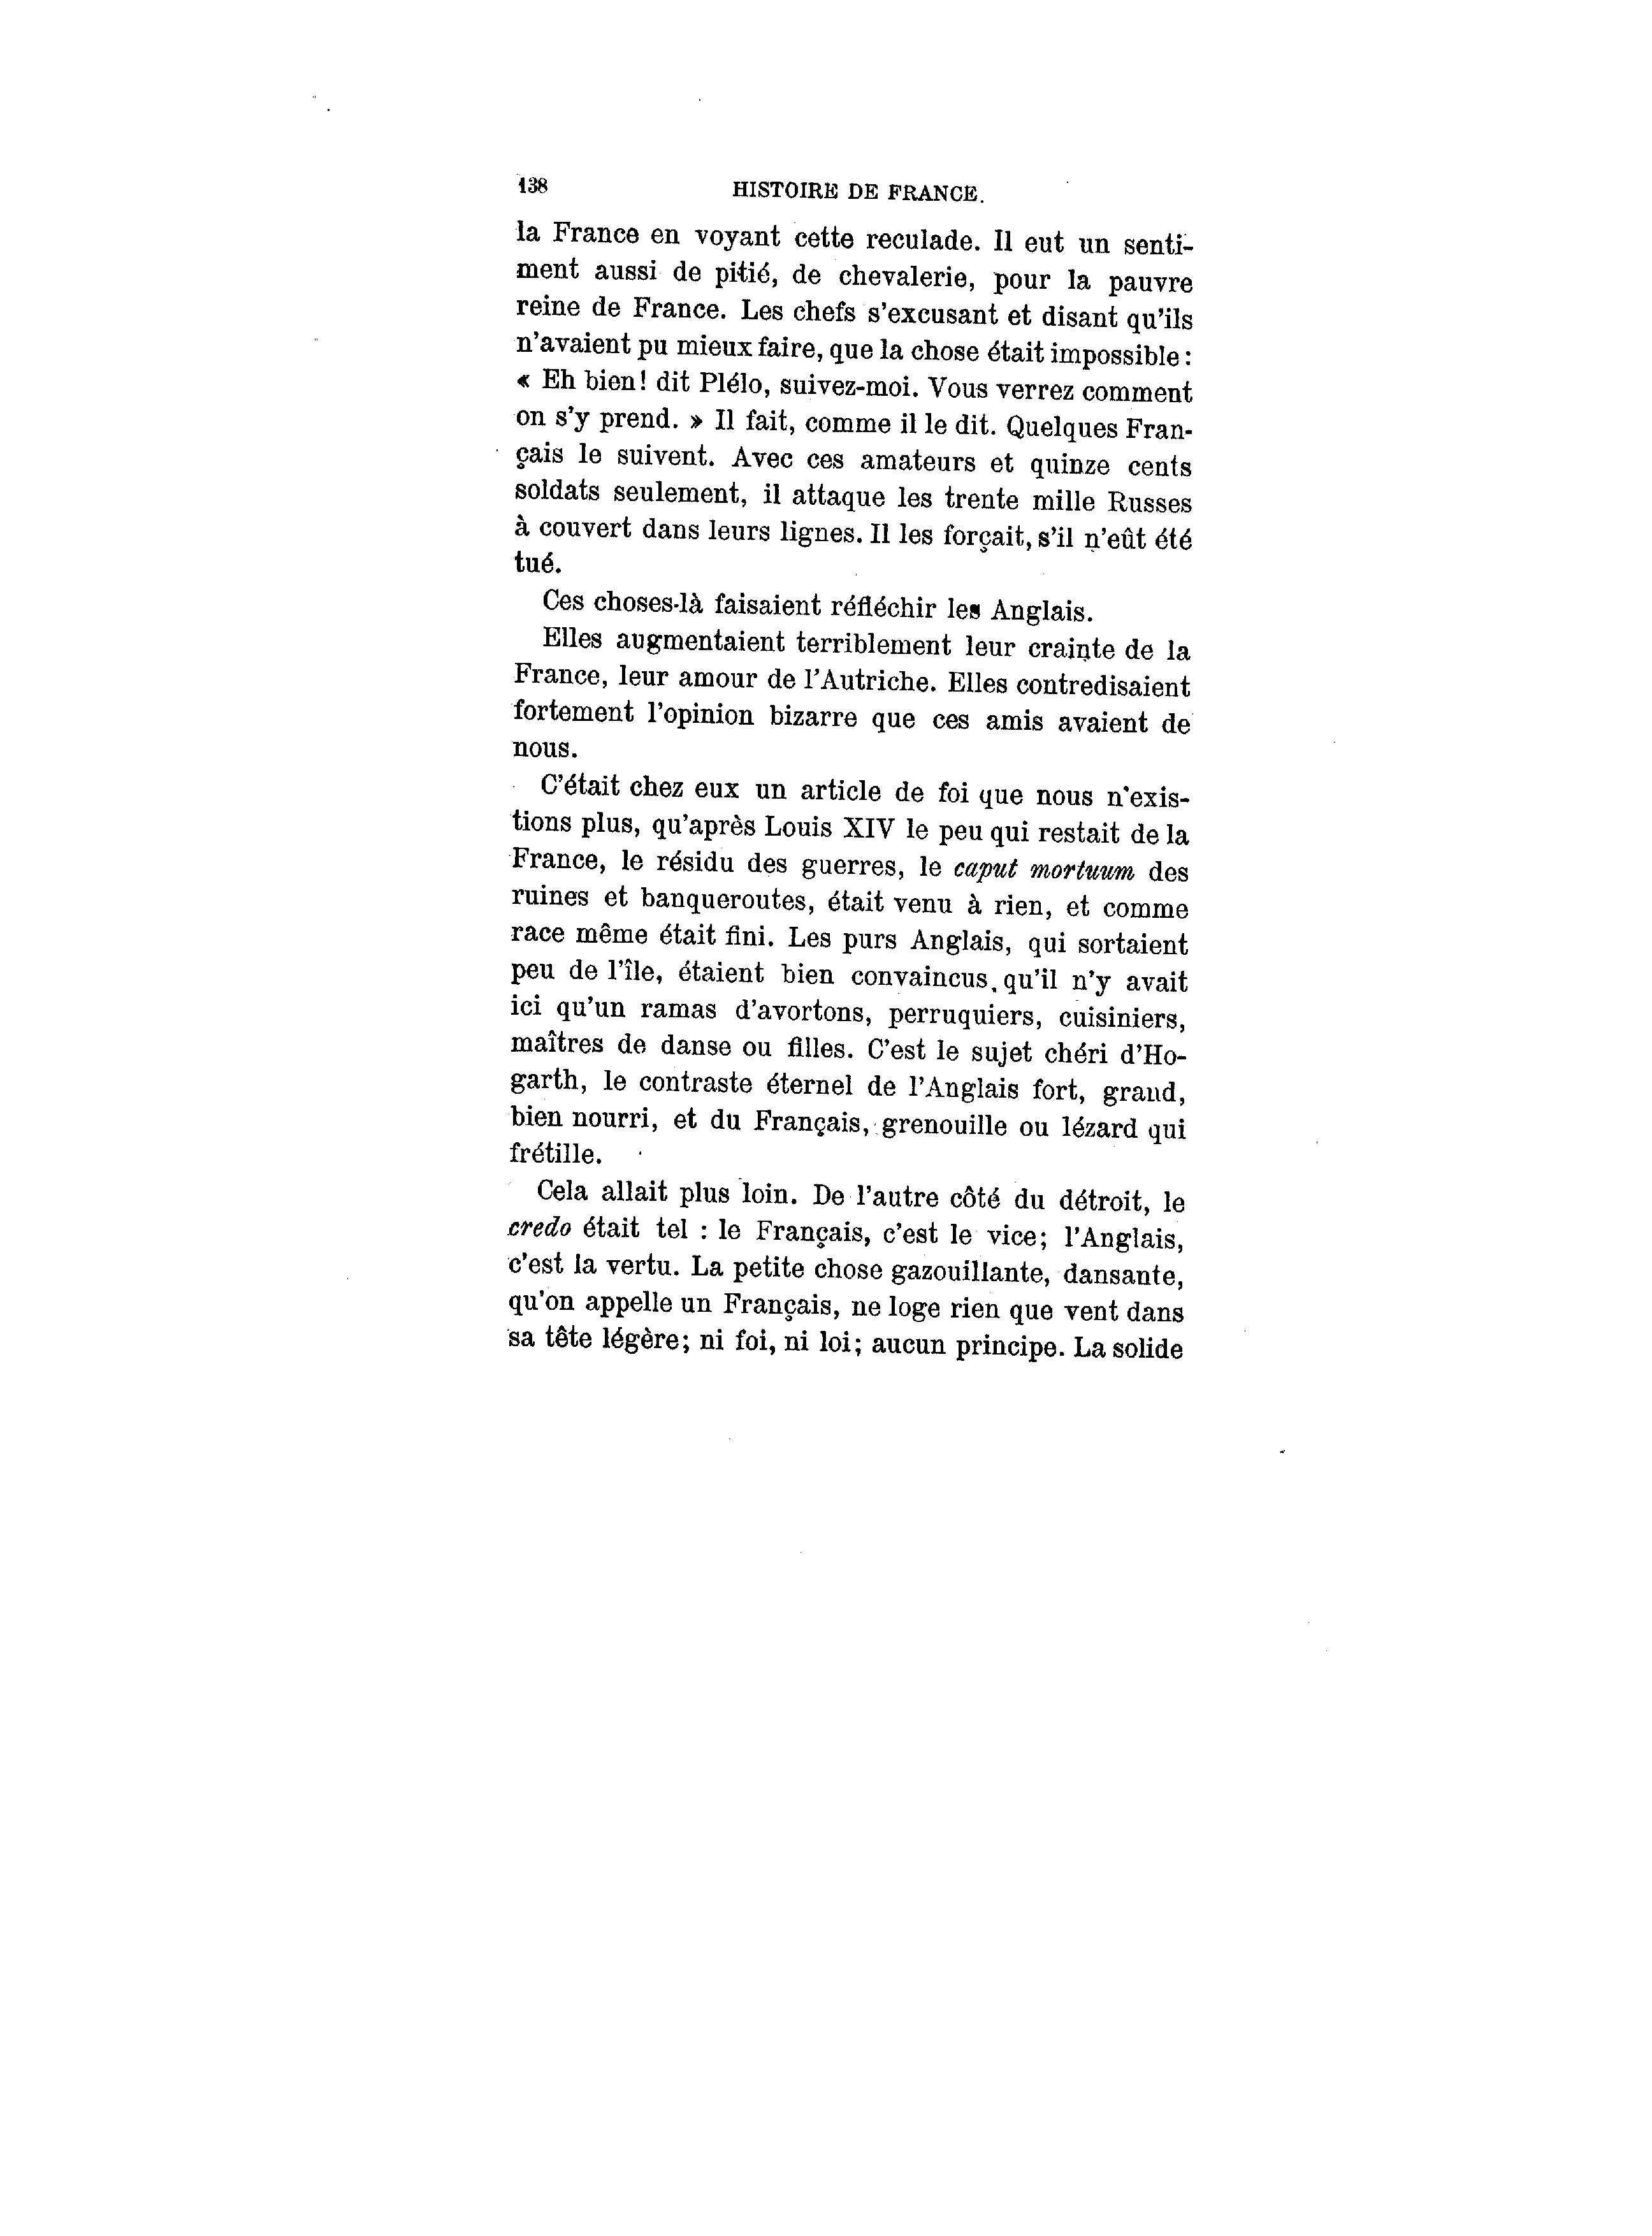 138
HISTOIRE DE FRANCE.
la France en voyant cette reculade. Il eut un senti-
ment aussi de pitié, de chevalerie, pour la pauvre
reine de France. Les chefs s'excusant et disant qu'ils
n'avaient pu mieux faire, que la chose était impossible :
« Eh bien! dit Plélo, suivez-moi. Vous verrez comment
on s'y prend. » Il fait, comme il le dit. Quelques Fran-
çais le suivent. Avec ces amateurs et quinze cents
soldats seulement, il attaque les trente mille Russes
à couvert dans leurs lignes. Il les forçait, s'il n'eût été
tué.
Ces choses-là faisaient réfléchir les Anglais.
Elles augmentaient terriblement leur crainte de la
France, leur amour de l'Autriche. Elles contredisaient
fortement l'opinion bizarre que ces amis avaient de
nous.
C'était chez eux un article de foi que nous n'exis-
tions plus, qu'après Louis XIV le peu qui restait de la
France, le résidu des guerres, le caput mortuum des
ruines et banqueroutes, était venu à rien, et comme
race même était fini. Les purs Anglais, qui sortaient
peu de l'île, étaient bien convaincus. qu'il n'y avait
ici qu'un ramas d'avortons, perruquiers, cuisiniers,
maîtres de danse ou filles. C'est le sujet chéri d'Ho-
garth, le contraste éternel de l'Anglais fort, grand,
bien nourri, et du Français, grenouille ou lézard qui
frétille.
Cela allait plus loin. De l'autre côté du détroit, le
credo était tel : le Français, c'est le vice; l'Anglais,
c'est la vertu. La petite chose gazouillante, dansante,
qu'on appelle un Français, ne loge rien que vent dans
sa tête légère; ni foi, ni loi; aucun principe. La solide